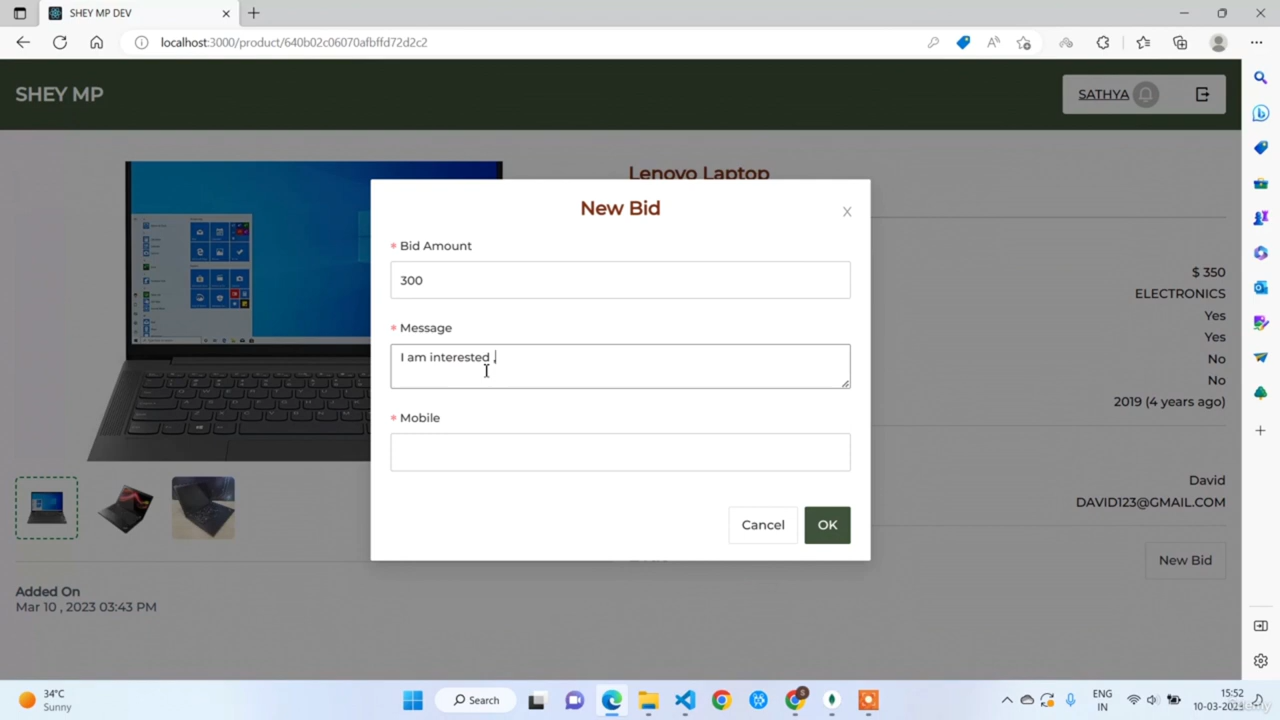 SHEY MP DEV
localhost:3000/product/640b02c06070afbffd72d2c2
SHEY MP
SATHYA
Lenovo Laptop
New Bid
X
* Bid Amount
300
* Message
I am interested ,
* Mobile
Cancel
OK
$ 350
ELECTRONICS
Yes
Yes
No
No
2019 (4 years ago)
David
DAVID123@GMAIL.COM
New Bid
Added On
Mar 10 , 2023 03:43 PM
34°C
Sunny
Search
ENG
IN
15:52
10-03-2023